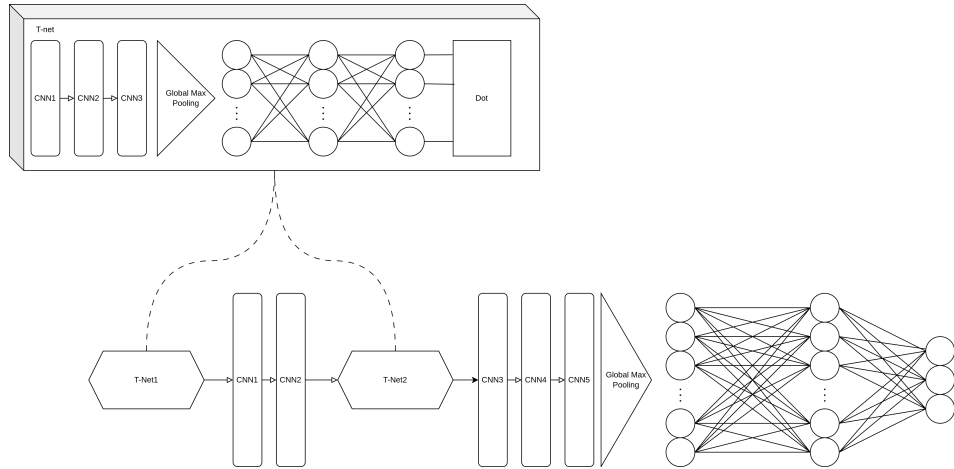 T-net
CNN1
CNN2
CNN3
Global Max
Pooling
Dot
T-Net1
CNN1
CNN2
T-Net2
CNN3
CNN4
CNN5
Global Max
Pooling